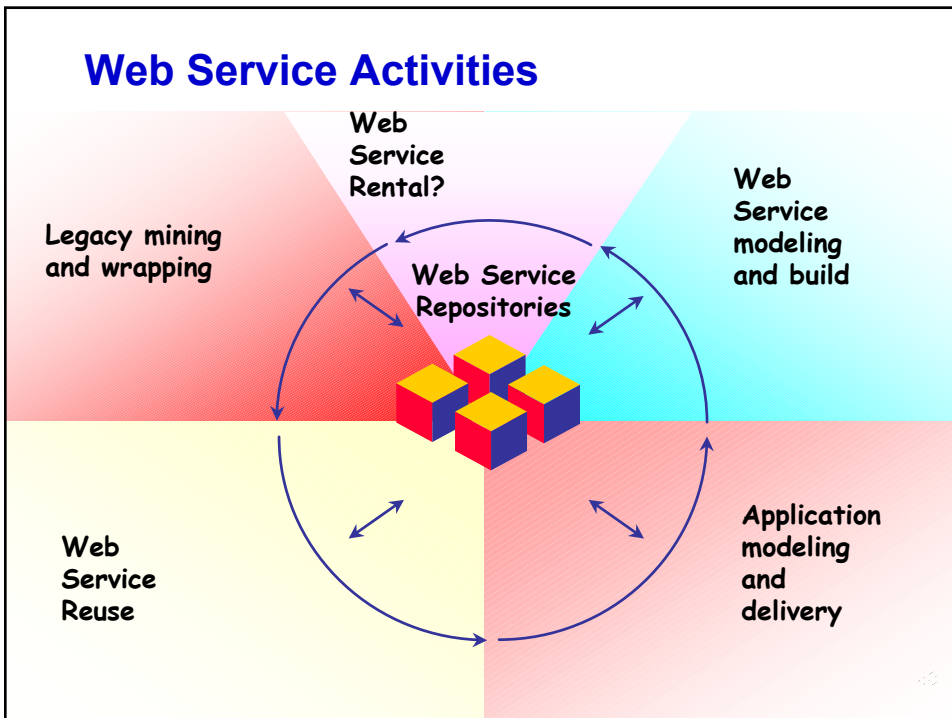 Web Service Activities
Web
Service
Rental?
Legacy mining
and wrapping
Web
Service
modeling
and build
Web Service
Repositories
Web
Service
Reuse
Application
modeling
and
delivery